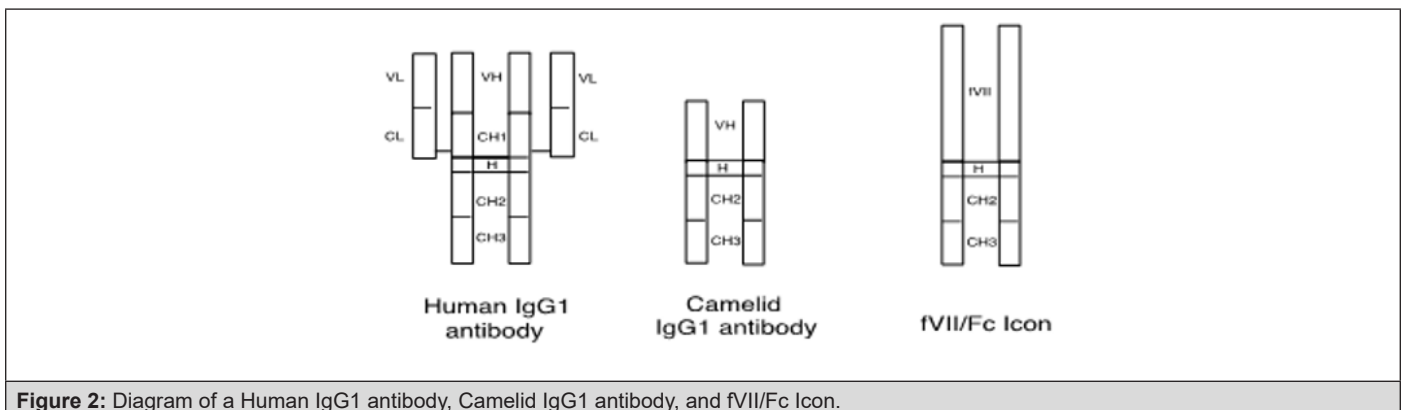 VL VH VL
CL CH1 CL
H
CH2
CH3
Human IgG1
antibody
VH
H
CH2
CH3
Camelid
IgG1 antibody
fVII
H
CH2
CH3
fVII/Fc Icon
Figure 2: Diagram of a Human IgG1 antibody, Camelid IgG1 antibody, and fVII/Fc Icon.